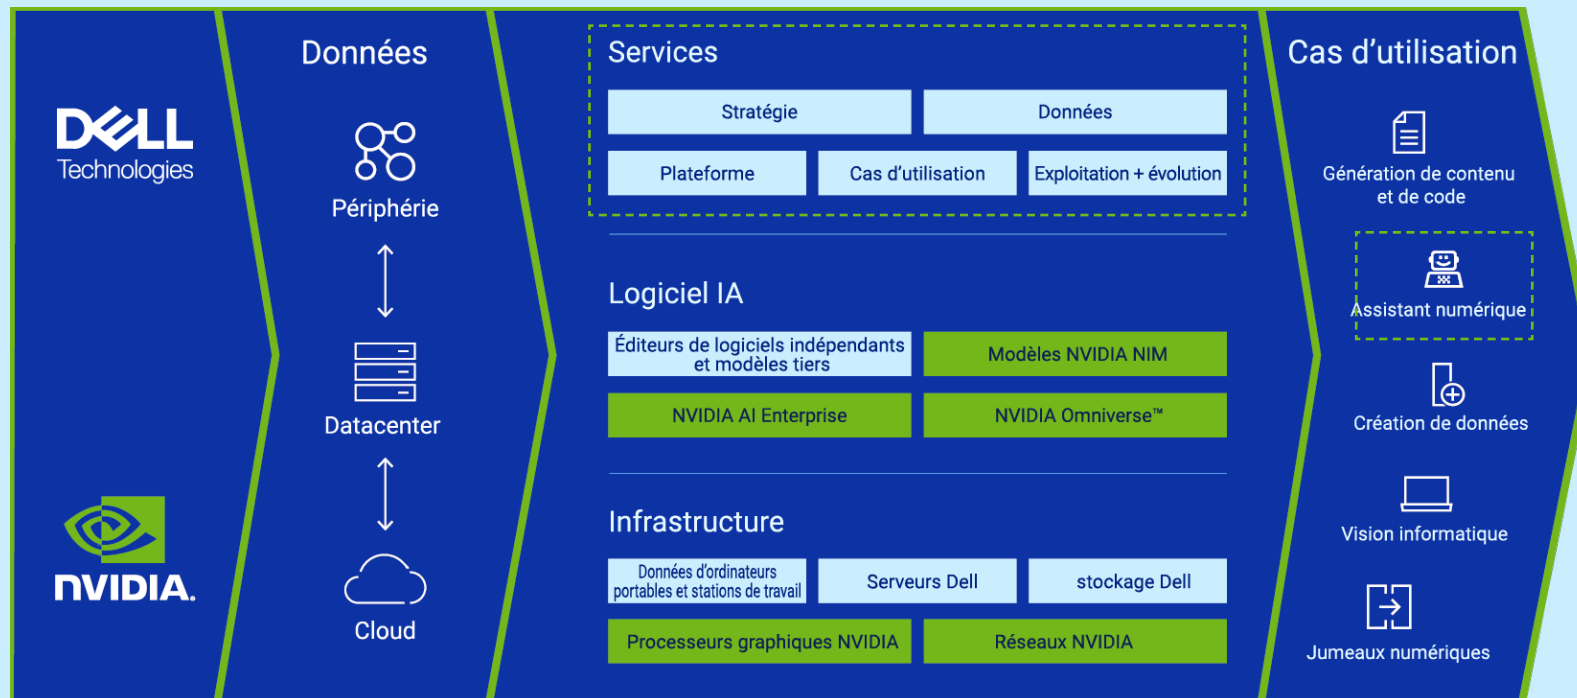 DELL
Technologies
NVIDIA.
Données
Périphérie
Datacenter
Cloud
Services
Stratégie
Données
Plateforme
Cas d'utilisation
Exploitation + évolution
Logiciel IA
Éditeurs de logiciels indépendants
et modèles tiers
Modèles NVIDIA NIM
NVIDIA AI Enterprise
NVIDIA Omniverse™
Infrastructure
Données d'ordinateurs
portables et stations de travail
Serveurs Dell
stockage Dell
Processeurs graphiques NVIDIA
Réseaux NVIDIA
Cas d'utilisation
Génération de contenu
et de code
Assistant numérique
Création de données
Vision informatique
Jumeaux numériques